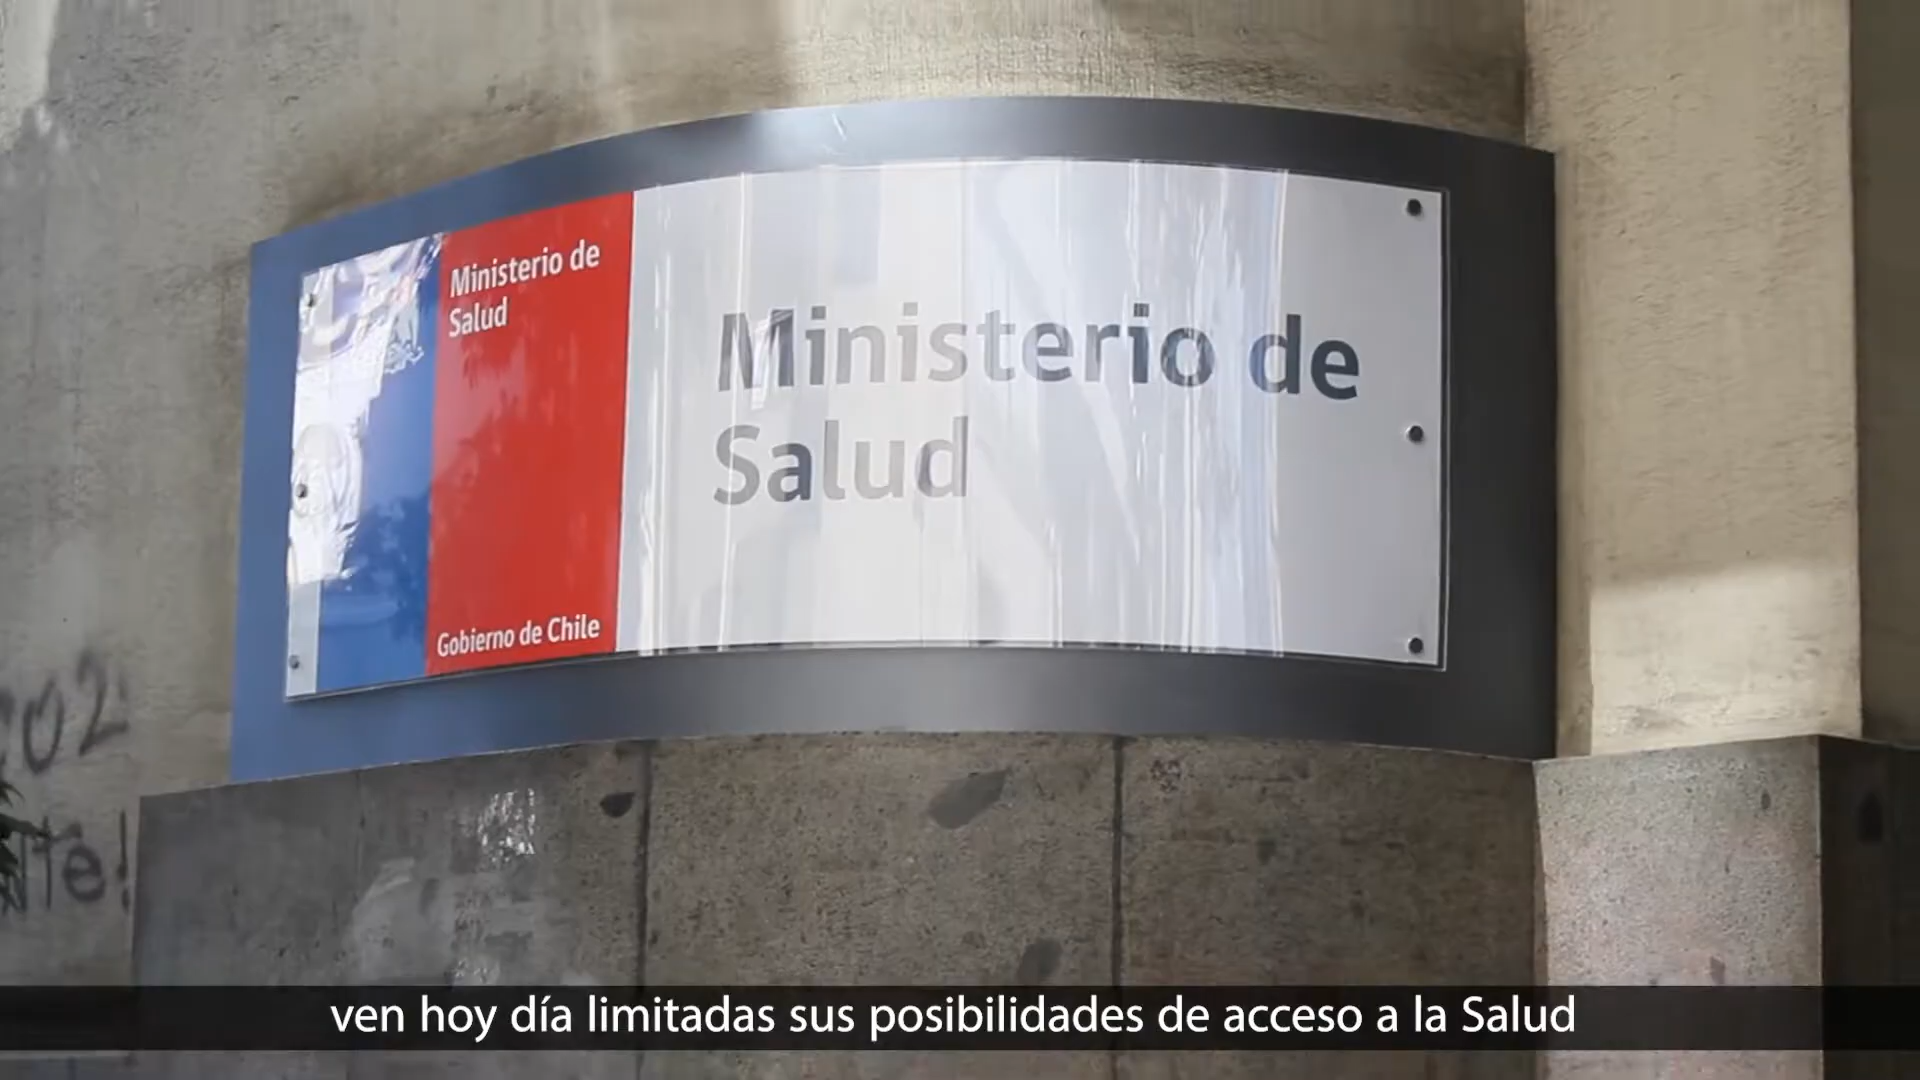 Ministerio de
Salud
Gobierno de Chile
Ministerio de
Salud
ven hoy día limitadas sus posibilidades de acceso a la Salud